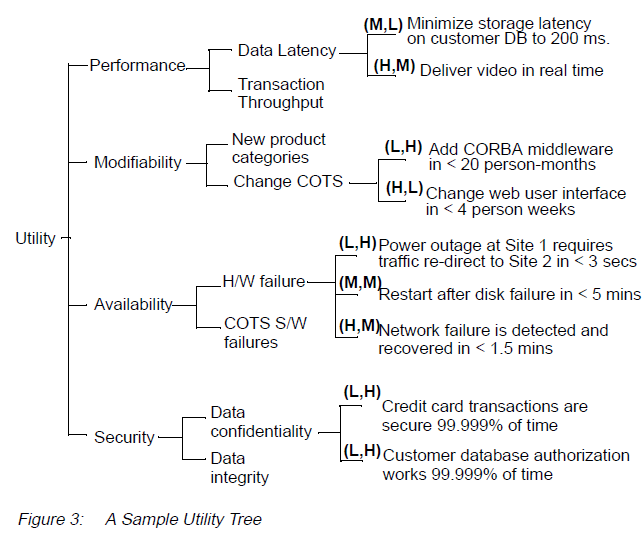 (M,L) Minimize storage latency
on customer DB to 200 ms.
Data Latency
Performance
(H,M) Deliver video in real time
Transaction
Throughput
New product
categories
(L,H) Add CORBA middleware
in < 20 person-months
Modifiability
Change COTS
(H,L) Change web user interface
in < 4 person weeks
Utility
(L,H) Power outage at Site 1 requires
traffic re-direct to Site 2 in < 3 secs
H/W failure
(M,M) Restart after disk failure in < 5 mins
Availability
COTS S/W
failures
(H,M) Network failure is detected and
recovered in < 1.5 mins
(L,H) Credit card transactions are
secure 99.999% of time
Data
confidentiality
Security
(L,H) Customer database authorization
works 99.999% of time
Data
integrity
Figure 3: A Sample Utility Tree